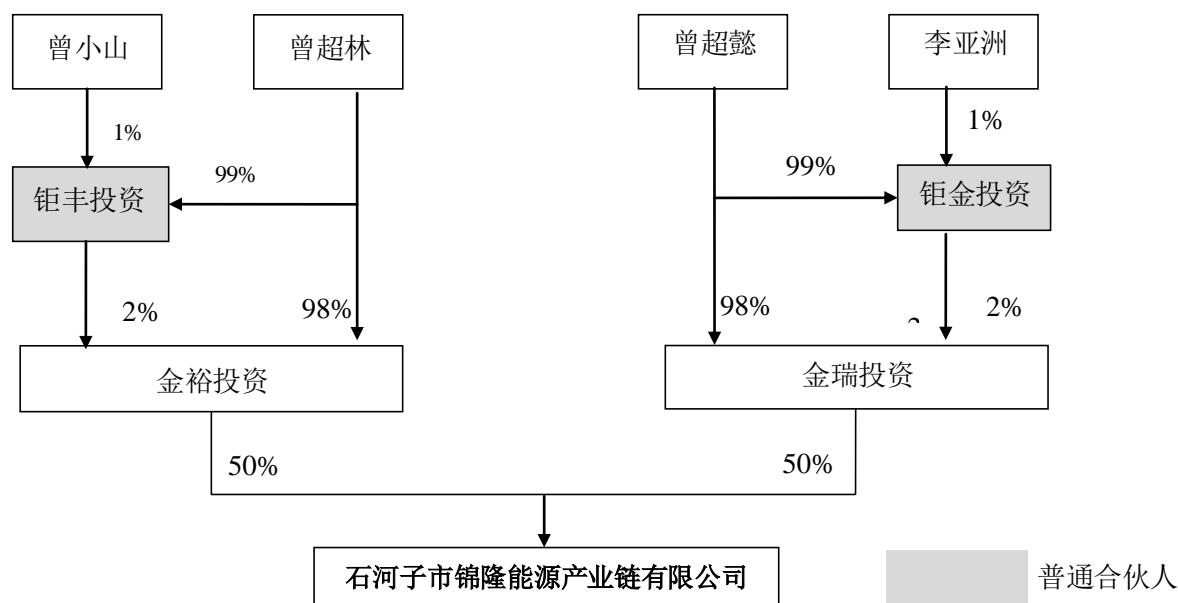 曾小山
曾超林
曾超懿
李亚洲
1%
1%
99%
99%
钜丰投资
钜金投资
2%
98%
98%
2%
金裕投资
金瑞投资
50%
50%
石河子市锦隆能源产业链有限公司
普通合伙人